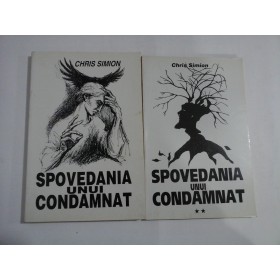 CHRIS SIMION
SPOVEDANIA
UNUI
CONDAMNAT
Chris Simion
SPOVEDANIA
UNUI
CONDAMNAT
**